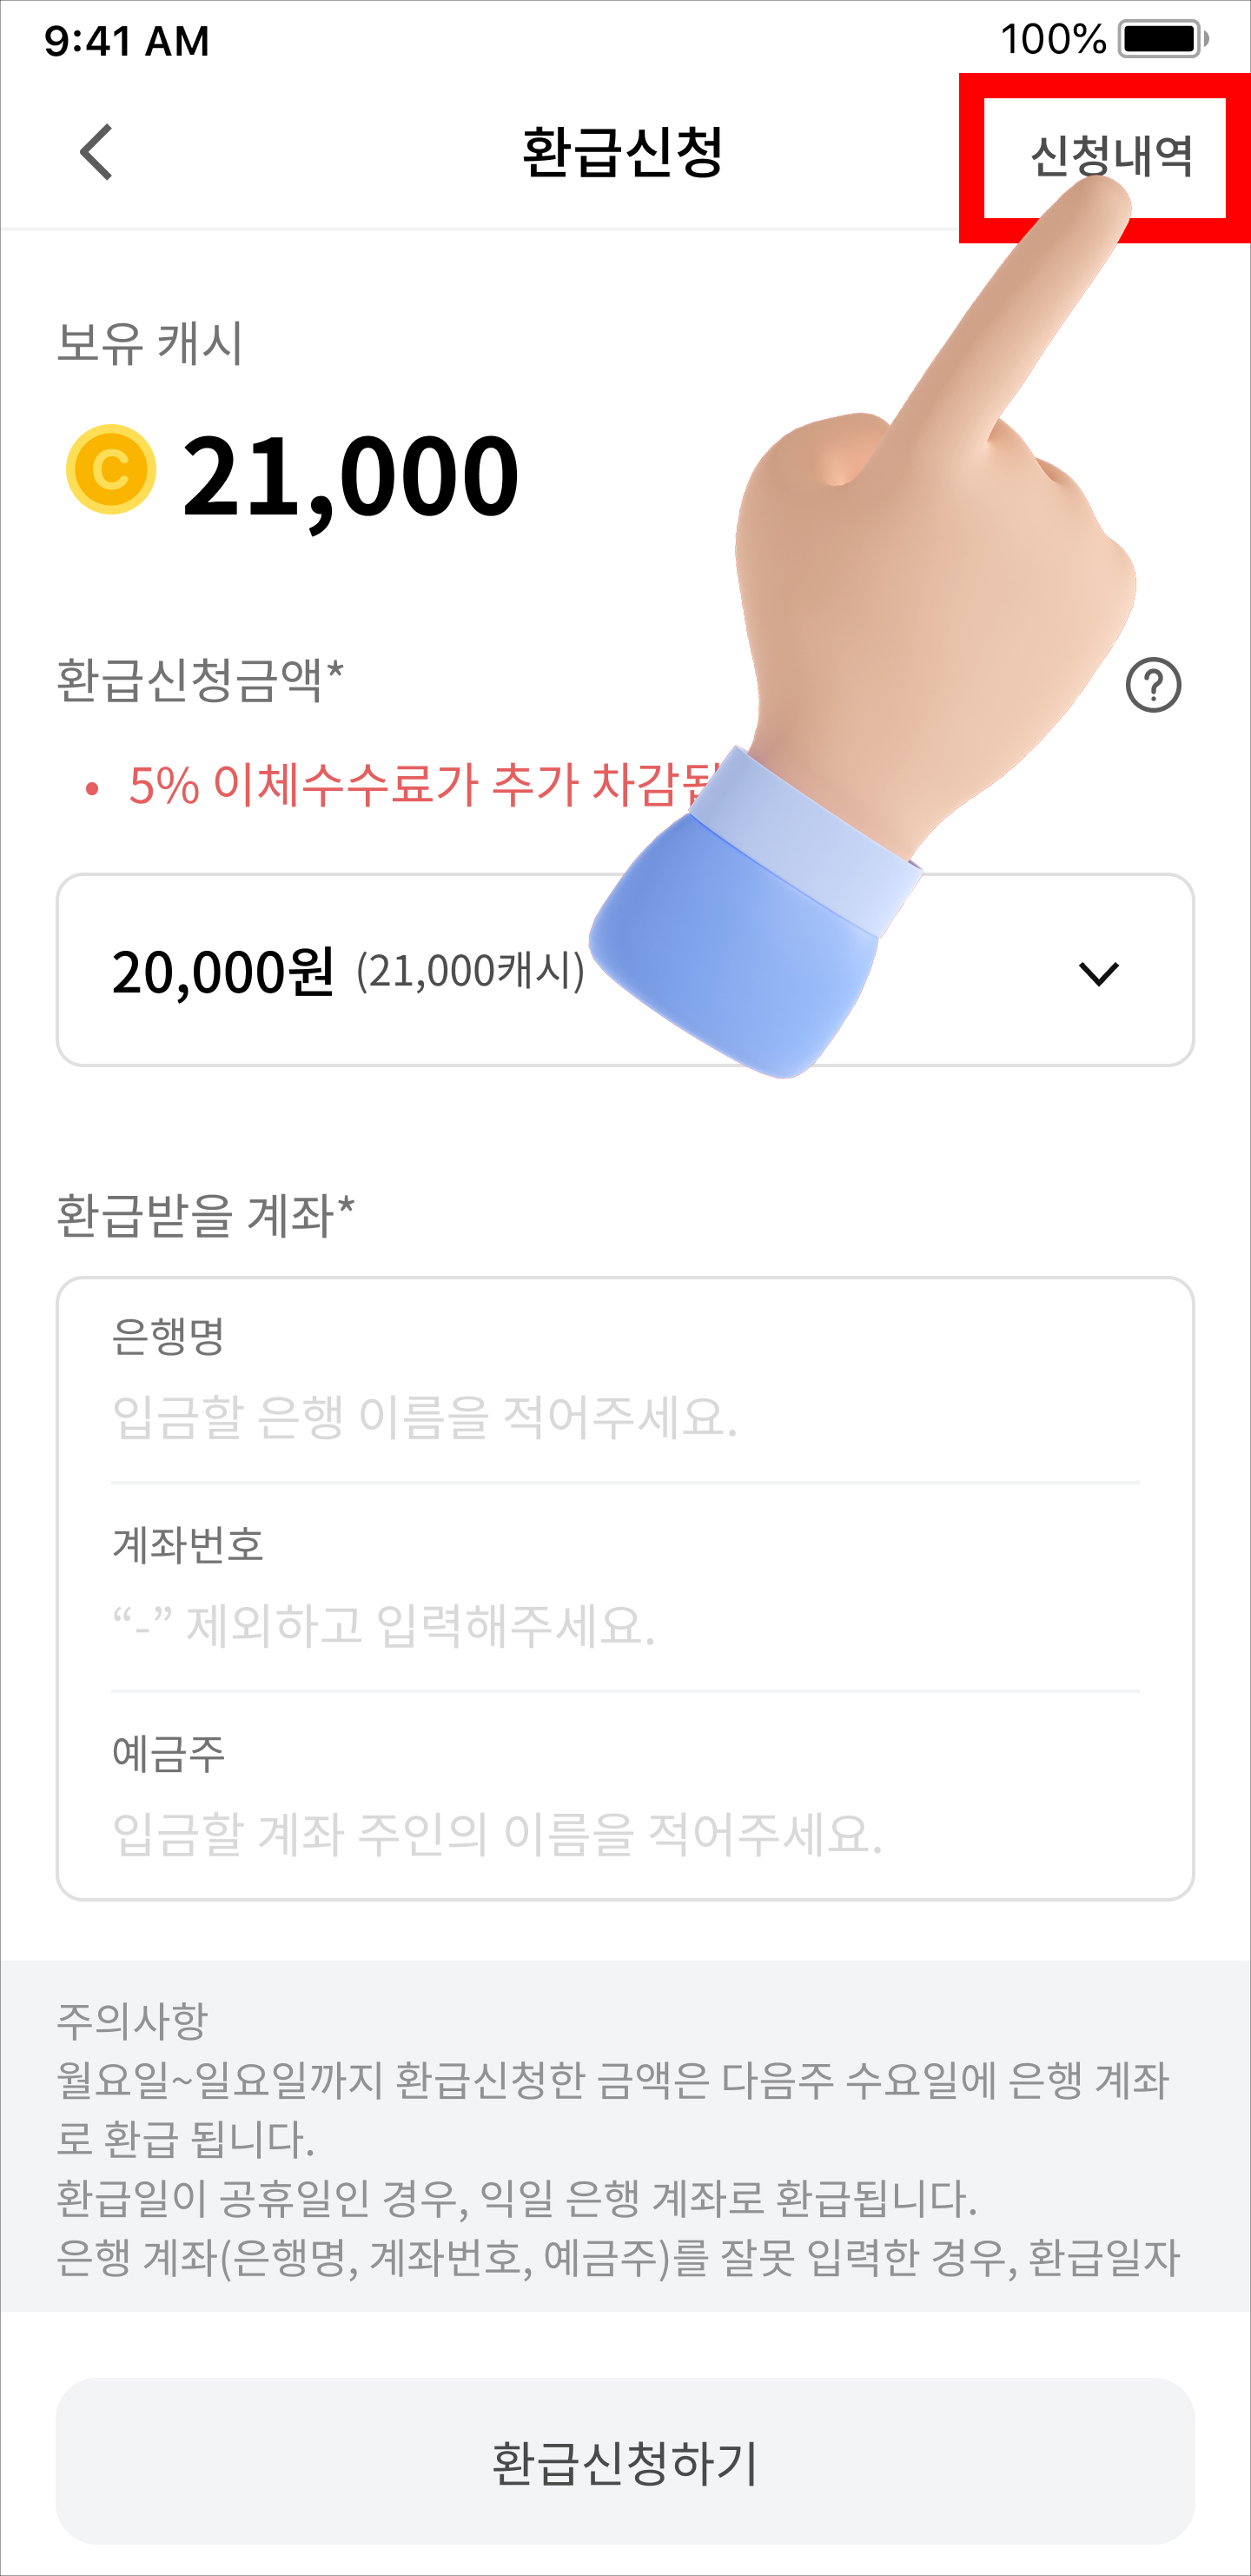 9:41 AM 100%
환급신청 신청내역
보유 캐시
C 21,000
환급신청금액* ?
• 5% 이체수수료가 추가
20,000원 (21,000캐시)
환급받을 계좌*
은행명
입금할 은행 이름을 적어주세요.
계좌번호
“-” 제외하고 입력해주세요.
예금주
입금할 계좌 주인의 이름을 적어주세요.
주의사항
월요일~일요일까지 환급신청한 금액은 다음주 수요일에 은행 계좌
로 환급 됩니다.
환급일이 공휴일인 경우, 익일 은행 계좌로 환급됩니다.
은행 계좌(은행명, 계좌번호, 예금주)를 잘못 입력한 경우, 환급일자
환급신청하기